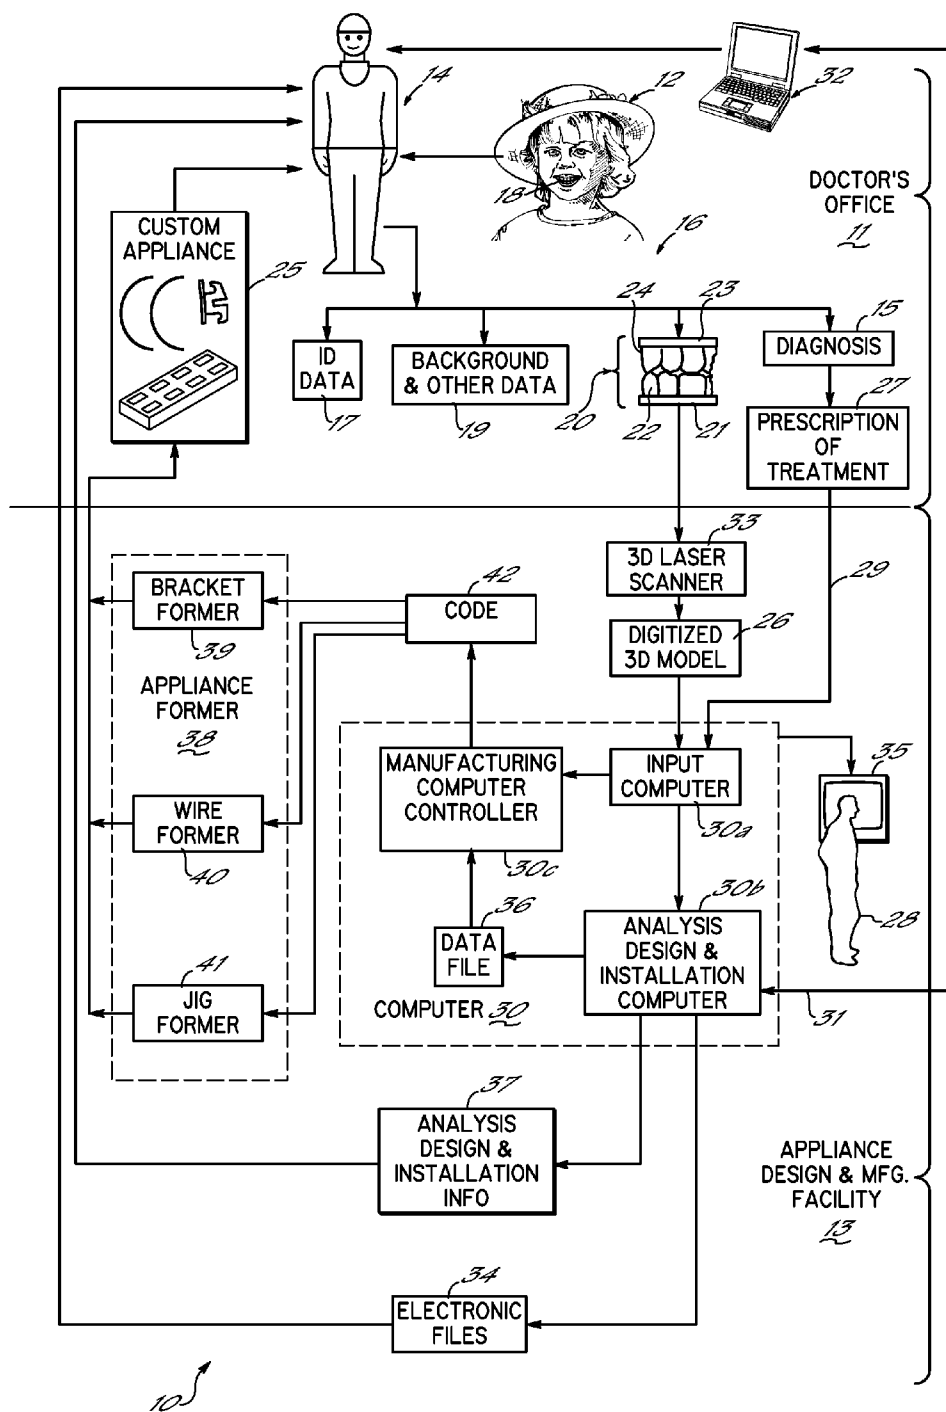 14
12
32
18
DOCTOR'S
OFFICE
11
16
CUSTOM
APPLIANCE
25
24
23
15
ID
DATA
17
BACKGROUND
& OTHER DATA
19
20
22
21
DIAGNOSIS
27
PRESCRIPTION
OF
TREATMENT
33
3D LASER
SCANNER
29
26
DIGITIZED
3D MODEL
42
CODE
BRACKET
FORMER
39
APPLIANCE
FORMER
38
WIRE
FORMER
40
41
JIG
FORMER
MANUFACTURING
COMPUTER
CONTROLLER
30c
INPUT
COMPUTER
30a
35
28
30b
36
DATA
FILE
ANALYSIS
DESIGN &
INSTALLATION
COMPUTER
COMPUTER 30
31
37
ANALYSIS
DESIGN &
INSTALLATION
INFO
APPLIANCE
DESIGN & MFG.
FACILITY
13
34
ELECTRONIC
FILES
10